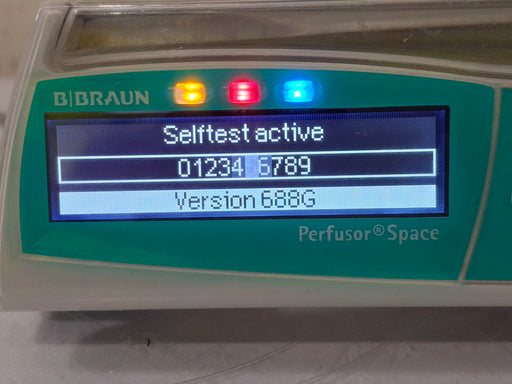 B|BRAUN
Selftest active
01234 6789
Version 688G
Perfusor® Space